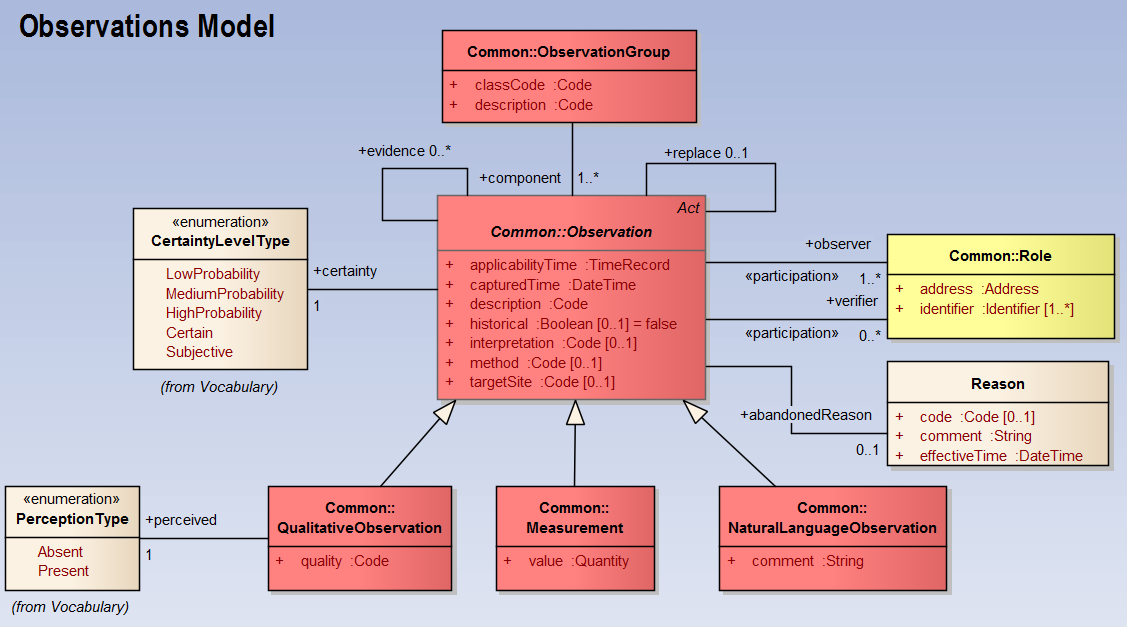 Observations Model
Common::ObservationGroup
+ classCode :Code
+ description :Code
+evidence 0..*
+replace 0..1
+component 1..*
Act
Common::Observation
+ applicabilityTime :TimeRecord
+ capturedTime :DateTime
+ description :Code
+ historical :Boolean [0..1] = false
+ interpretation :Code [0..1]
+ method :Code [0..1]
+ targetSite :Code [0..1]
«enumeration»
CertaintyLevelType
LowProbability
MediumProbability
HighProbability
Certain
Subjective
(from Vocabulary)
+certainty
1
+observer
«participation» 1..*
+verifier
«participation» 0..*
Common::Role
+ address :Address
+ identifier :Identifier [1..*]
+abandonedReason
0..1
Reason
+ code :Code [0..1]
+ comment :String
+ effectiveTime :DateTime
«enumeration»
PerceptionType
Absent
Present
(from Vocabulary)
+perceived
1
Common::
QualitativeObservation
+ quality :Code
Common::
Measurement
+ value :Quantity
Common::
NaturalLanguageObservation
+ comment :String